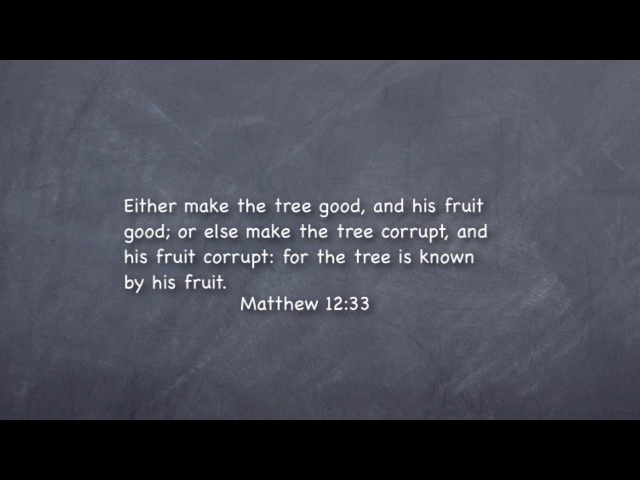 Either make the tree good, and his fruit
good; or else make the tree corrupt, and
his fruit corrupt: for the tree is known
by his fruit.
Matthew 12:33